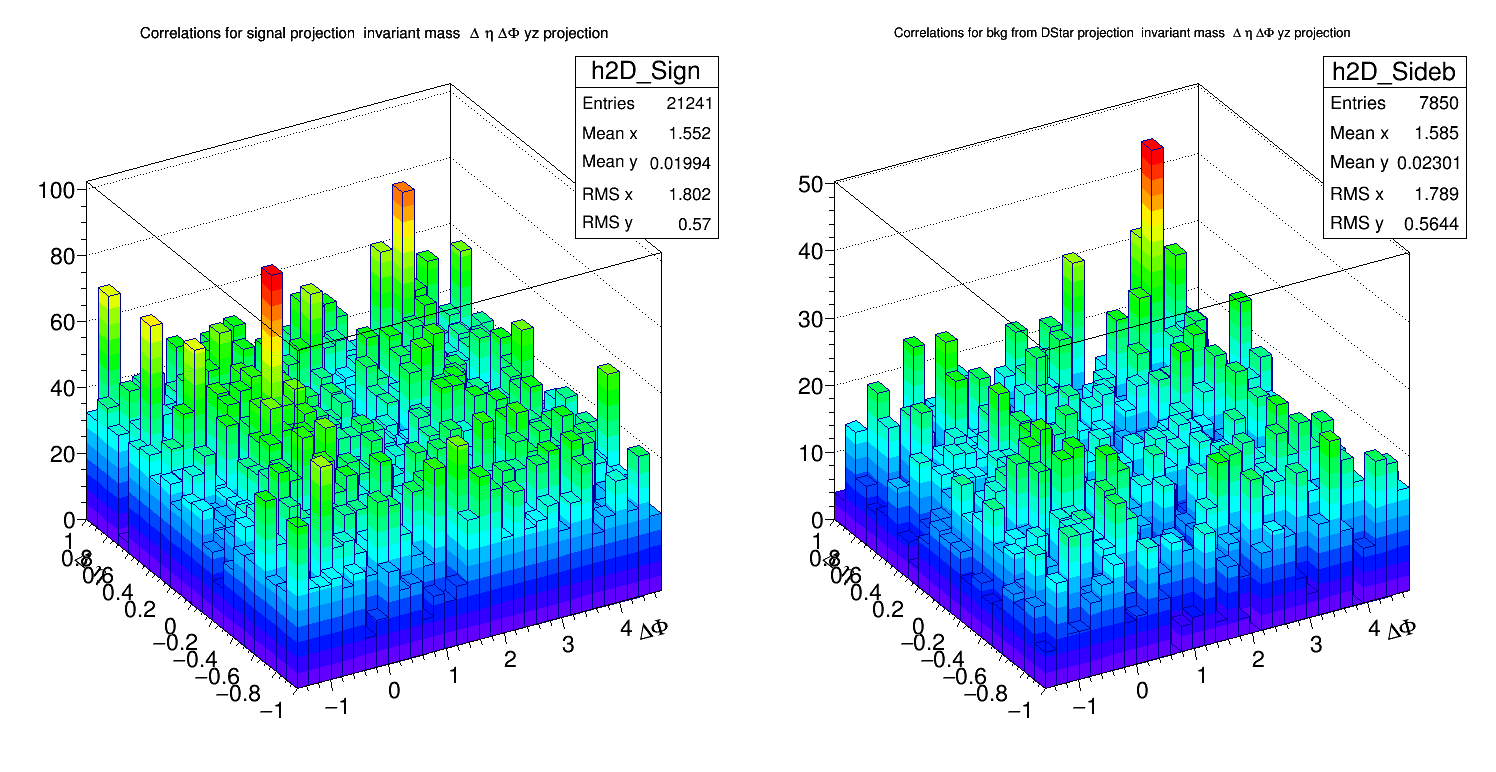 Correlations for signal projection invariant mass Δ η ΔΦ yz projection
h2D_Sign
Entries 21241
Mean x 1.552
Mean y 0.01994
RMS x 1.802
RMS y 0.57
100
80
60
40
20
0
1
0.8
0.6
0.4
0.2
0
−0.2
−0.4
−0.6
−0.8
−1
Δ η
−1
0
1
2
3
4
ΔΦ
Correlations for bkg from DStar projection invariant mass Δ η ΔΦ yz projection
h2D_Sideb
Entries 7850
Mean x 1.585
Mean y 0.02301
RMS x 1.789
RMS y 0.5644
50
40
30
20
10
0
1
0.8
0.6
0.4
0.2
0
−0.2
−0.4
−0.6
−0.8
−1
Δ η
−1
0
1
2
3
4
ΔΦ